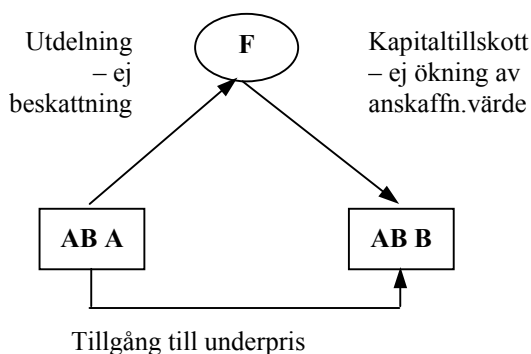 Utdelning
– ej
beskattning
F
Kapitaltillskott
– ej ökning av
anskaffn.värde
AB A
AB B
Tillgång till underpris